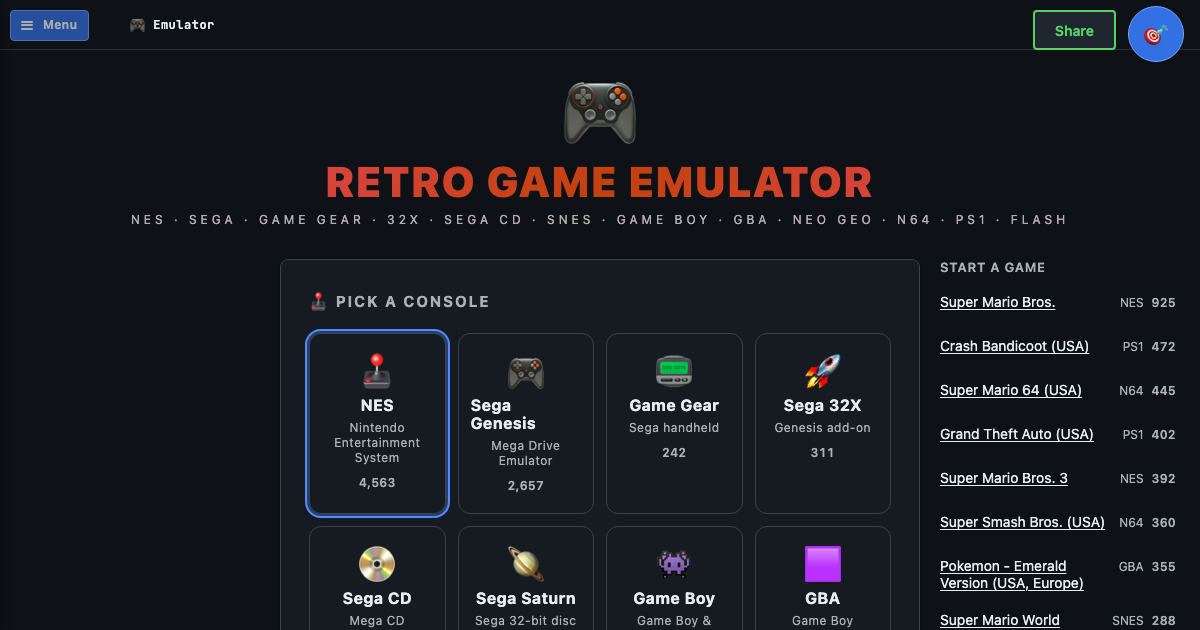 Menu
Emulator
Share
RETRO GAME EMULATOR
NES · SEGA · GAME GEAR · 32X · SEGA CD · SNES · GAME BOY · GBA · NEO GEO · N64 · PS1 · FLASH
PICK A CONSOLE
NES
Nintendo
Entertainment
System
4,563
Sega
Genesis
Mega Drive
Emulator
2,657
Game Gear
Sega handheld
242
Sega 32X
Genesis add-on
311
Sega CD
Mega CD
Sega Saturn
Sega 32-bit disc
Game Boy
Game Boy &
GBA
Game Boy
START A GAME
Super Mario Bros. NES 925
Crash Bandicoot (USA) PS1 472
Super Mario 64 (USA) N64 445
Grand Theft Auto (USA) PS1 402
Super Mario Bros. 3 NES 392
Super Smash Bros. (USA) N64 360
Pokemon - Emerald GBA 355
Version (USA, Europe)
Super Mario World SNES 288